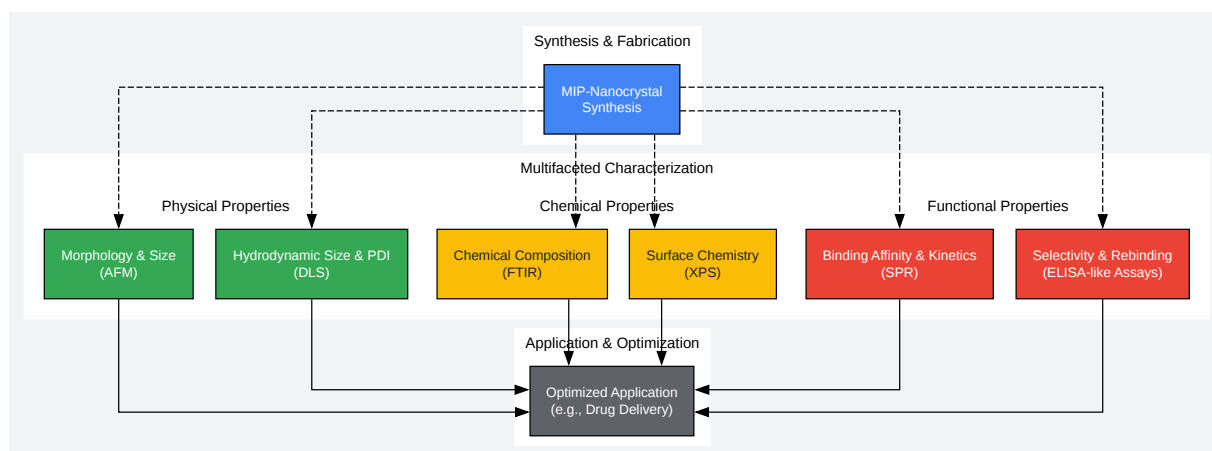 Synthesis & Fabrication
MIP-Nanocrystal
Synthesis
Multifaceted Characterization
Physical Properties
Chemical Properties
Functional Properties
Morphology & Size
(AFM)
Hydrodynamic Size & PDI
(DLS)
Chemical Composition
(FTIR)
Surface Chemistry
(XPS)
Binding Affinity & Kinetics
(SPR)
Selectivity & Rebinding
(ELISA-like Assays)
Application & Optimization
Optimized Application
(e.g., Drug Delivery)